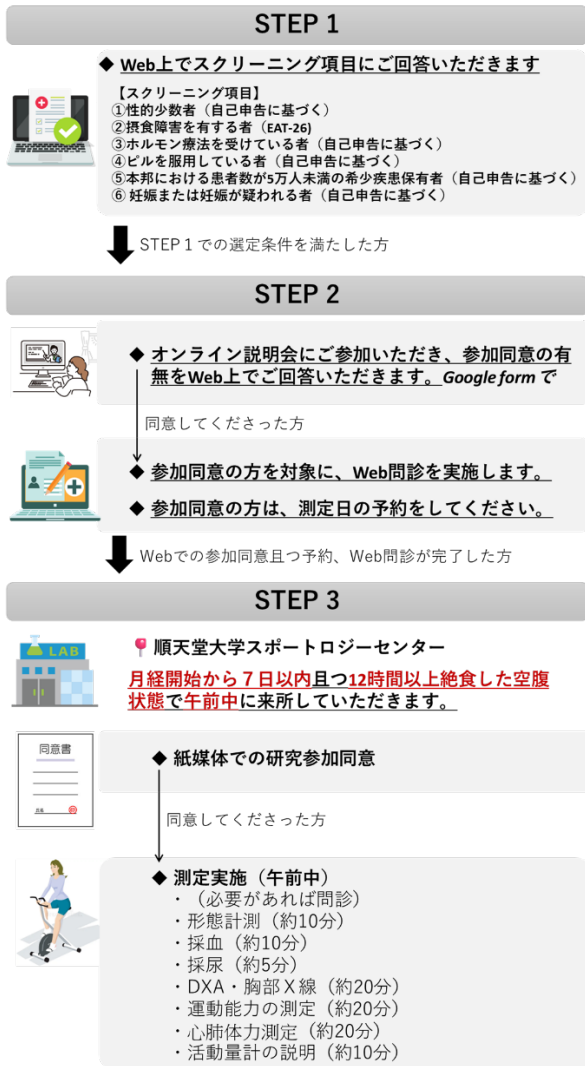 STEP 1
◆ Web上でスクリーニング項目にご回答いただきます
【スクリーニング項目】
①性的少数者（自己申告に基づく）
②摂食障害を有する者（EAT-26)
③ホルモン療法を受けている者（自己申告に基づく）
④ピルを服用している者（自己申告に基づく）
⑤本邦における患者数が5万人未満の希少疾患保有者（自己申告に基づく）
⑥ 妊娠または妊娠が疑われる者（自己申告に基づく）
STEP１での選定条件を満たした方
STEP 2
◆ オンライン説明会にご参加いただき、参加同意の有
無をWeb上でご回答いただきます。Google form で
同意してくださった方
◆ 参加同意の方を対象に、Web問診を実施します。
◆ 参加同意の方は、測定日の予約をしてください。
Webでの参加同意且つ予約、Web問診が完了した方
STEP 3
LAB
順天堂大学スポートロジーセンター
月経開始から７日以内且つ12時間以上絶食した空腹
状態で午前中に来所していただきます。
同意書
◆ 紙媒体での研究参加同意
同意してくださった方
◆ 測定実施（午前中）
・（必要があれば問診）
・形態計測（約10分）
・採血（約10分）
・採尿（約5分）
・DXA・胸部Ｘ線（約20分）
・運動能力の測定（約20分）
・心肺体力測定（約20分）
・活動量計の説明（約10分）